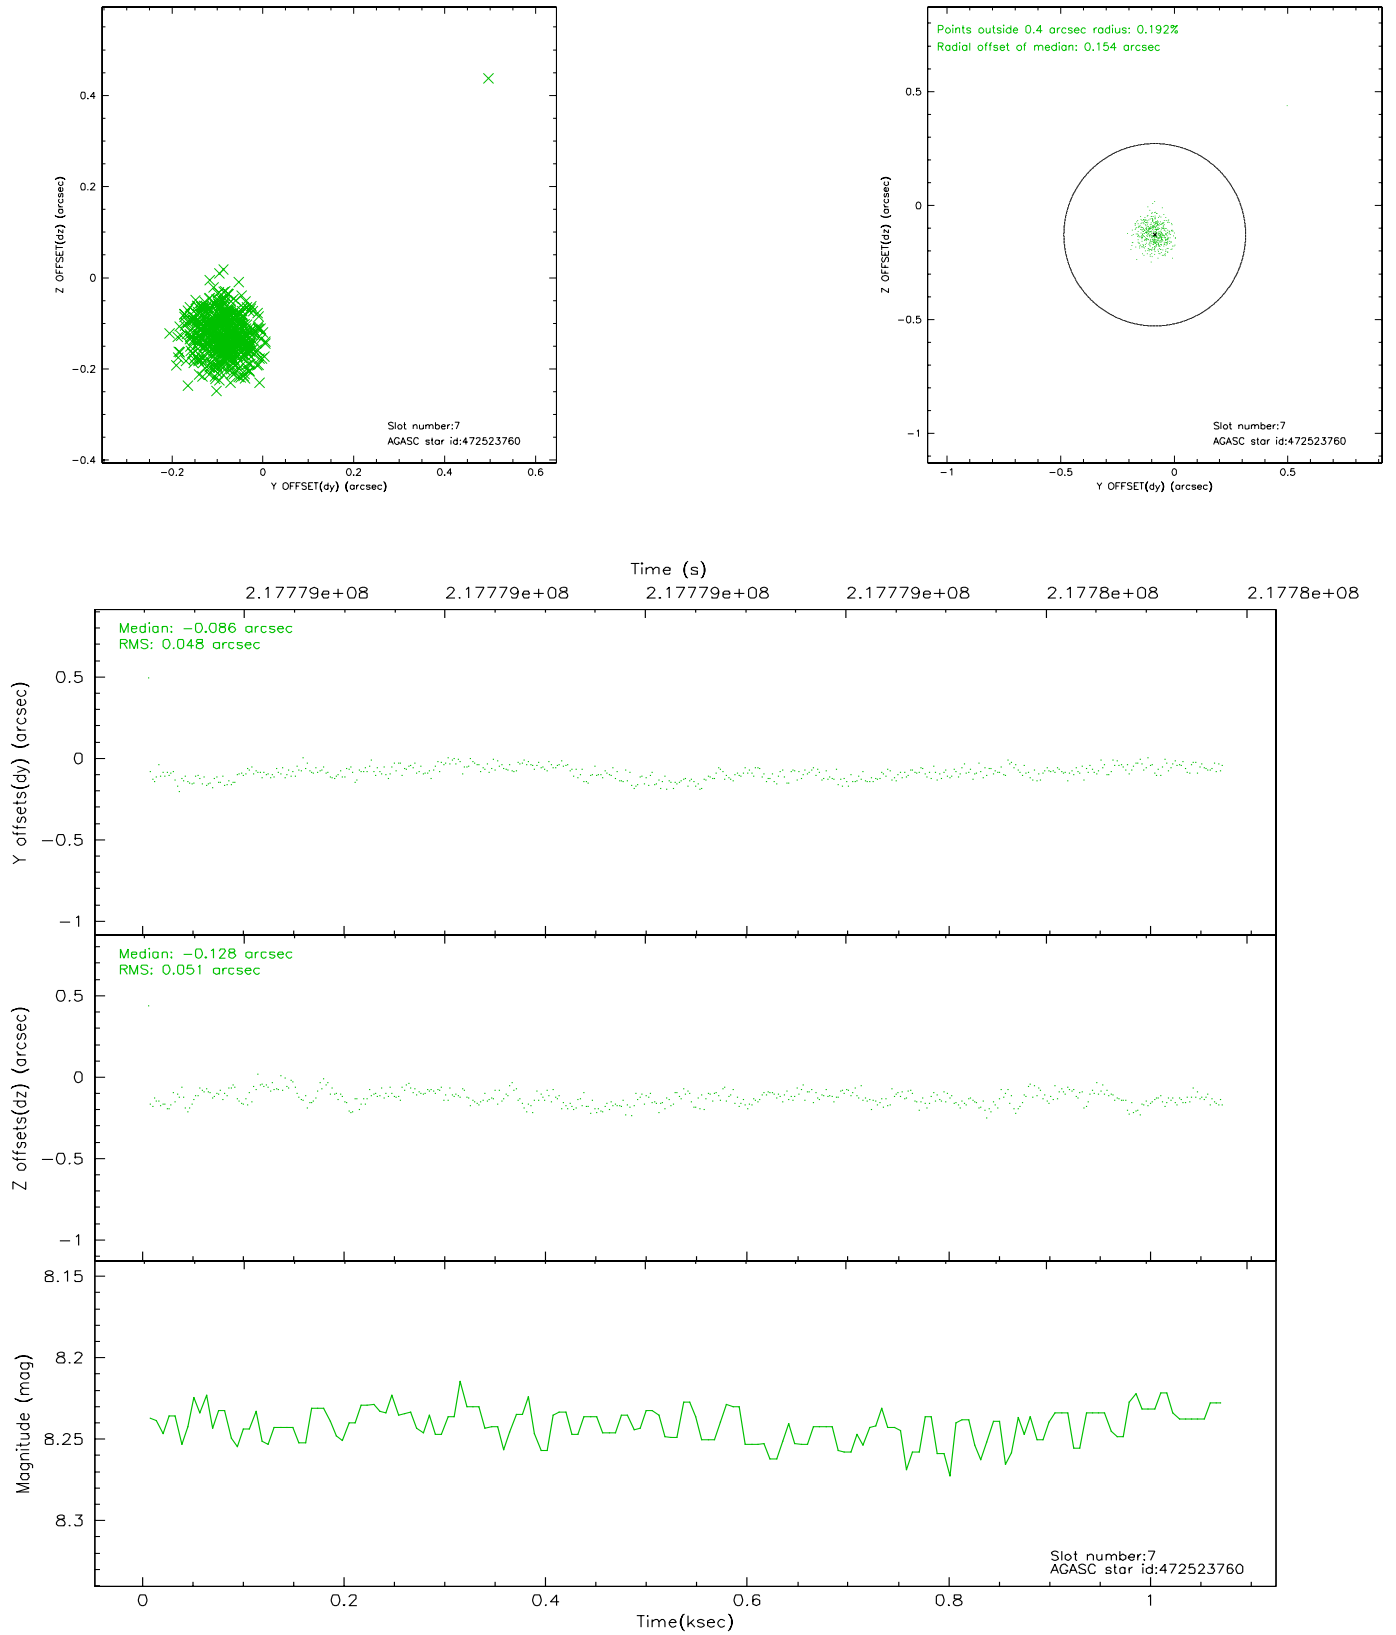 0.4
0.2
0
-0.2
-0.4
Z OFFSET(dz) (arcsec)
Slot number:7
AGASC star id:472523760
-0.2 0 0.2 0.4 0.6
Y OFFSET(dy) (arcsec)
Points outside 0.4 arcsec radius: 0.192%
Radial offset of median: 0.154 arcsec
0.5
0
-0.5
-1
Z OFFSET(dz) (arcsec)
Slot number:7
AGASC star id:472523760
-1 -0.5 0 0.5
Y OFFSET(dy) (arcsec)
Time (s)
2.17779e+08 2.17779e+08 2.17779e+08 2.17779e+08 2.1778e+08 2.1778e+08
Median: -0.086 arcsec
RMS: 0.048 arcsec
0.5
0
-0.5
-1
Y offsets(dy) (arcsec)
Median: -0.128 arcsec
RMS: 0.051 arcsec
0.5
0
-0.5
-1
Z offsets(dz) (arcsec)
8.15
8.2
8.25
8.3
Magnitude (mag)
Slot number:7
AGASC star id:472523760
0 0.2 0.4 0.6 0.8 1
Time(ksec)